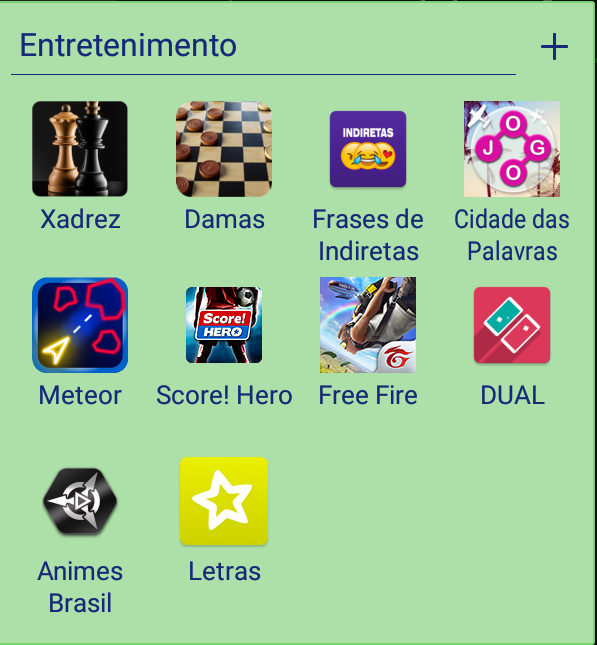 Entretenimento
INDIRETAS
O
J G
O
Xadrez
Damas
Frases de
Indiretas
Cidade das
Palavras
Score!
HERO
Meteor
Score! Hero
Free Fire
DUAL
Animes
Brasil
Letras